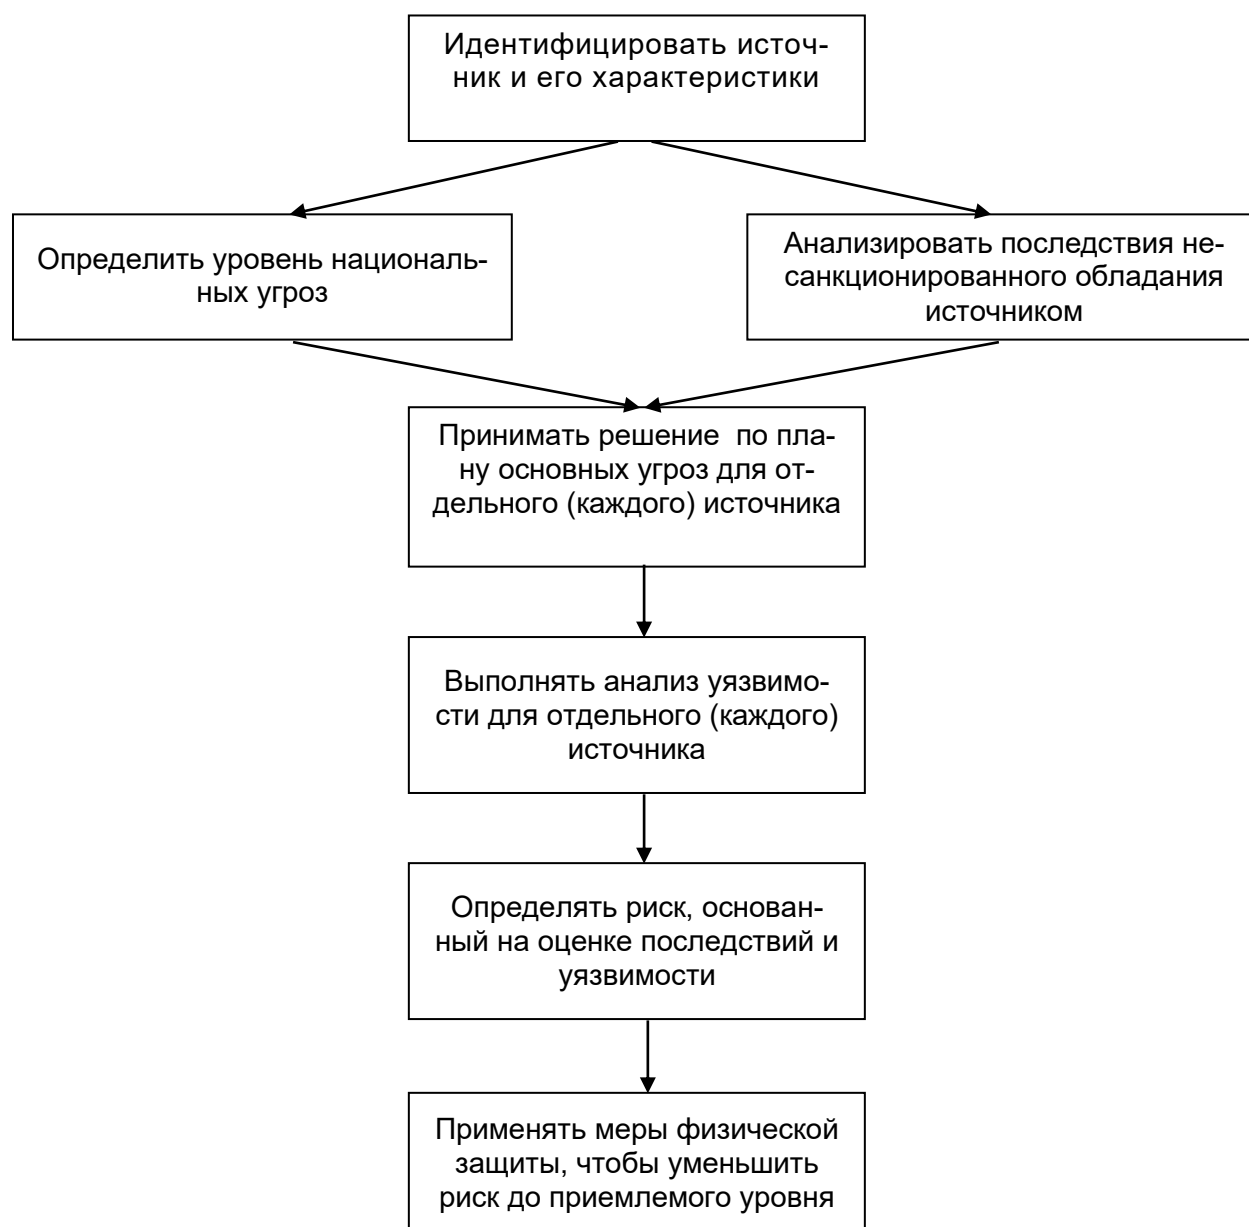 Идентифицировать источ-
ник и его характеристики
Определить уровень националь-
ных угроз
Анализировать последствия не-
санкционированного обладания
источником
Принимать решение  по пла-
ну основных угроз для от-
дельного (каждого) источника
Выполнять анализ уязвимо-
сти для отдельного (каждого)
источника
Определять риск, основан-
ный на оценке последствий и
уязвимости
Применять меры физической
защиты, чтобы уменьшить
риск до приемлемого уровня